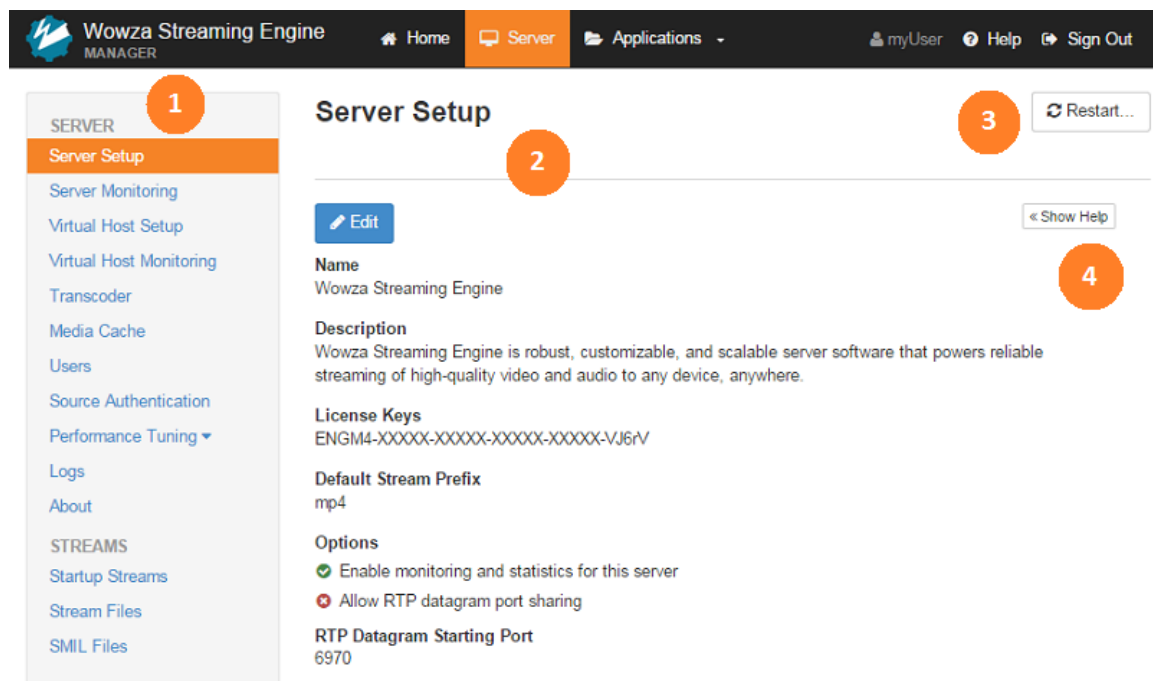 Wowza Streaming Engine
MANAGER
Home
Server
Applications
myUser
Help
Sign Out
1
SERVER
Server Setup
Server Monitoring
Virtual Host Setup
Virtual Host Monitoring
Transcoder
Media Cache
Users
Source Authentication
Performance Tuning
Logs
About
STREAMS
Startup Streams
Stream Files
SMIL Files
Server Setup
2
3
Restart...
Edit
« Show Help
4
Name
Wowza Streaming Engine
Description
Wowza Streaming Engine is robust, customizable, and scalable server software that powers reliable
streaming of high-quality video and audio to any device, anywhere.
License Keys
ENGM4-XXXXX-XXXXX-XXXXX-XXXXX-VJ6rV
Default Stream Prefix
mp4
Options
Enable monitoring and statistics for this server
Allow RTP datagram port sharing
RTP Datagram Starting Port
6970